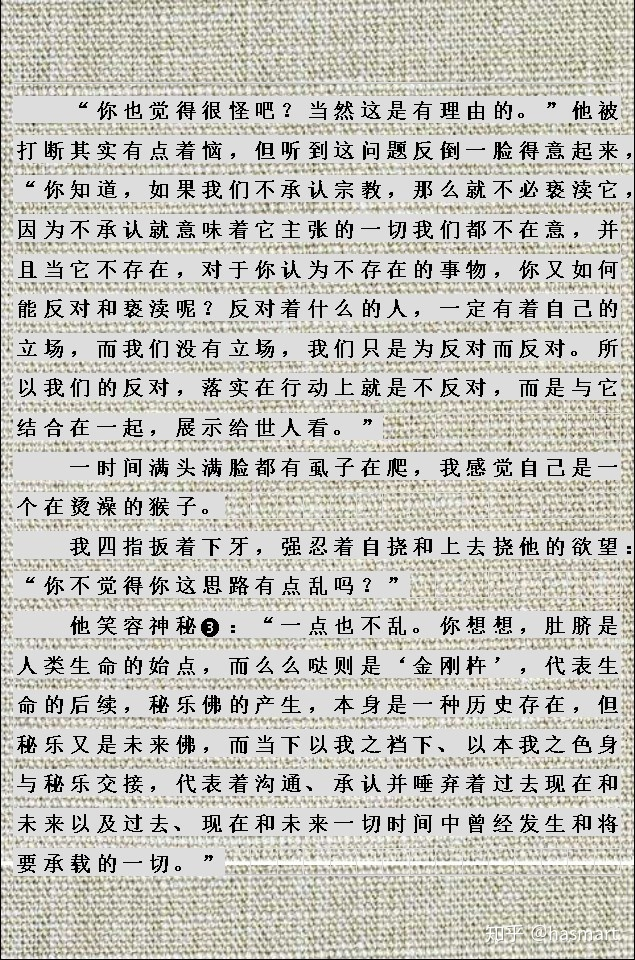 “你也觉得很怪吧？当然这是有理由的。”他被
打断其实有点着恼，但听到这问题反倒一脸得意起来，
“你知道，如果我们不承认宗教，那么就不必亵渎它，
因为不承认就意味着它主张的一切我们都不在意，并
且当它不存在，对于你认为不存在的事物，你又如何
能反对和亵渎呢？反对着什么的人，一定有着自己的
立场，而我们没有立场，我们只是为反对而反对。所
以我们的反对，落实在行动上就是不反对，而是与它
结合在一起，展示给世人看。”
一时间满头满脸都有虱子在爬，我感觉自己是一
个在烫澡的猴子。
我四指扳着下牙，强忍着自挠和上去挠他的欲望：
“你不觉得你这思路有点乱吗？”
他笑容神秘❸：“一点也不乱。你想想，肚脐是
人类生命的始点，而么么哒则是‘金刚杵’，代表生
命的后续，秘乐佛的产生，本身是一种历史存在，但
秘乐又是未来佛，而当下以我之裆下、以本我之色身
与秘乐交接，代表着沟通、承认并唾弃着过去现在和
未来以及过去、现在和未来一切时间中曾经发生和将
要承载的一切。”
知乎 @hasmart